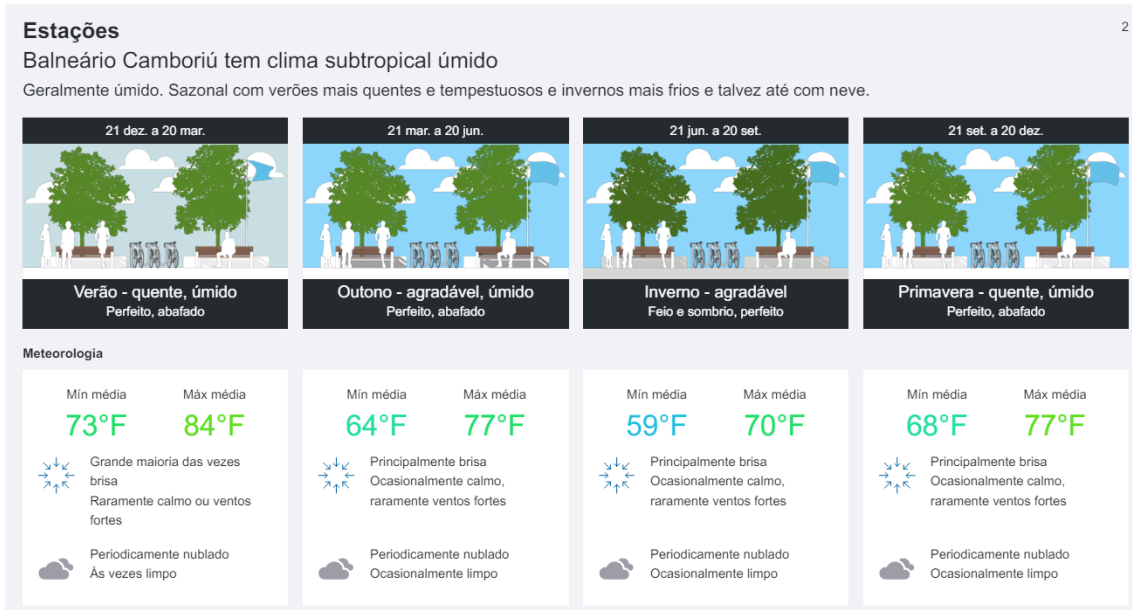 Estações
2
Balneário Camboriú tem clima subtropical úmido
Geralmente úmido. Sazonal com verões mais quentes e tempestuosos e invernos mais frios e talvez até com neve.
21 dez. a 20 mar.
Verão - quente, úmido
Perfeito, abafado
21 mar. a 20 jun.
Outono - agradável, úmido
Perfeito, abafado
21 jun. a 20 set.
Inverno - agradável
Feio e sombrio, perfeito
21 set. a 20 dez.
Primavera - quente, úmido
Perfeito, abafado
Meteorologia
Mín média
Máx média
73°F
84°F
Grande maioria das vezes
brisa
Raramente calmo ou ventos
fortes
Periodicamente nublado
Às vezes limpo
Mín média
Máx média
64°F
77°F
Principalmente brisa
Ocasionalmente calmo,
raramente ventos fortes
Periodicamente nublado
Ocasionalmente limpo
Mín média
Máx média
59°F
70°F
Principalmente brisa
Ocasionalmente calmo,
raramente ventos fortes
Periodicamente nublado
Ocasionalmente limpo
Mín média
Máx média
68°F
77°F
Principalmente brisa
Ocasionalmente calmo,
raramente ventos fortes
Periodicamente nublado
Ocasionalmente limpo